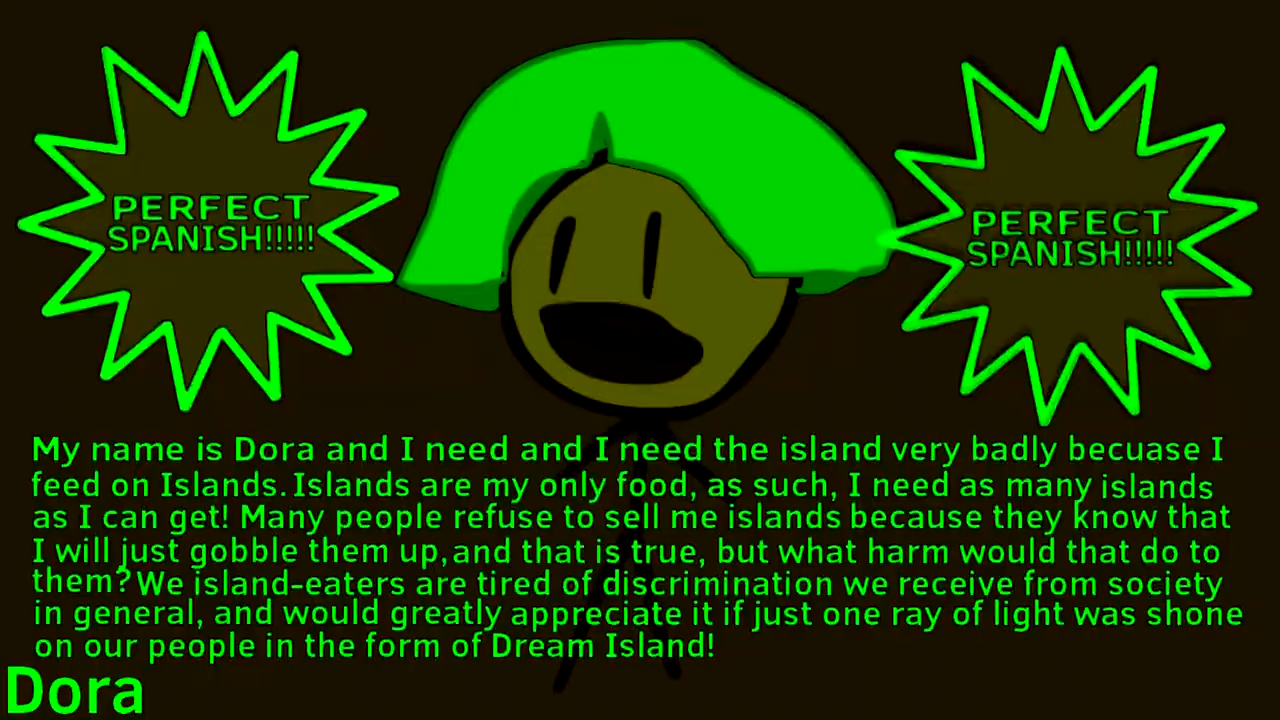 PERFECT
SPANISH!!!!!
PERFECT
SPANISH!!!!!
My name is Dora and I need and I need the island very badly becuase I
feed on Islands. Islands are my only food, as such, I need as many islands
as I can get! Many people refuse to sell me islands because they know that
I will just gobble them up, and that is true, but what harm would that do to
them? We island-eaters are tired of discrimination we receive from society
in general, and would greatly appreciate it if just one ray of light was shone
on our people in the form of Dream Island!
Dora